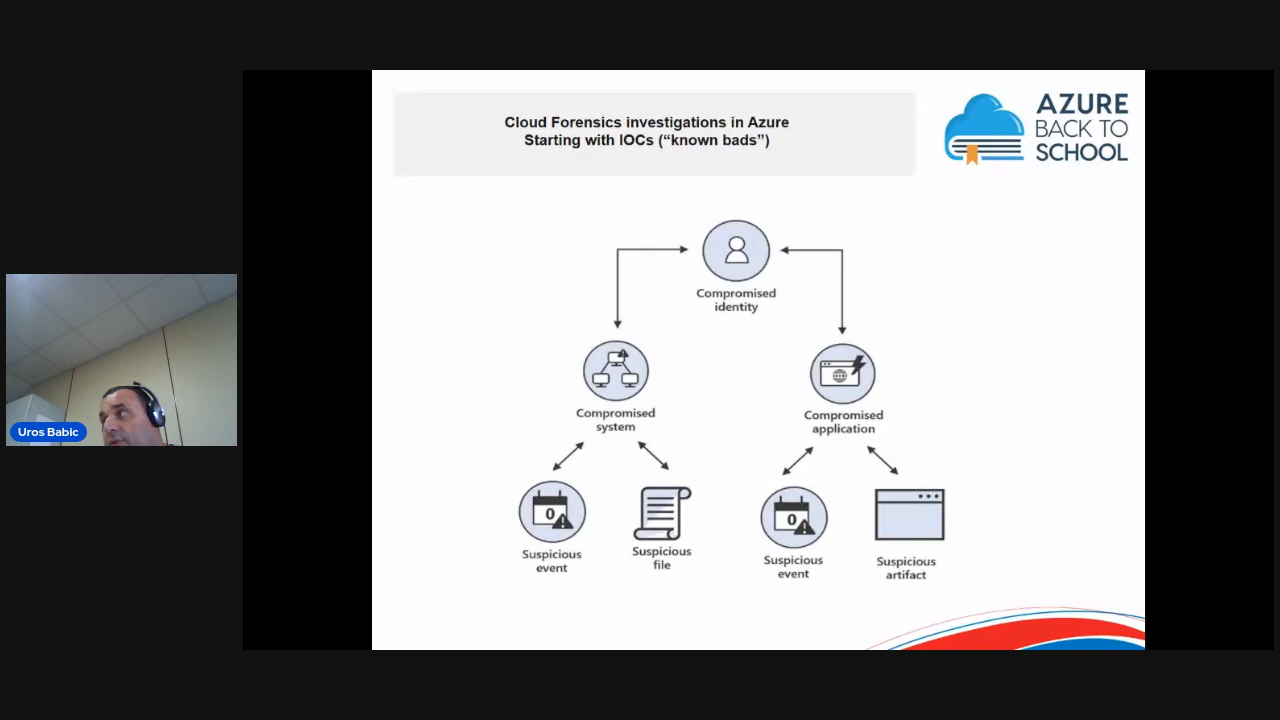 Cloud Forensics investigations in Azure
Starting with IOCs (“known bads”)
AZURE
BACK TO
SCHOOL
Compromised
identity
Compromised
system
Compromised
application
0
Suspicious
event
Suspicious
file
0
Suspicious
event
Suspicious
artifact
Uros Babic